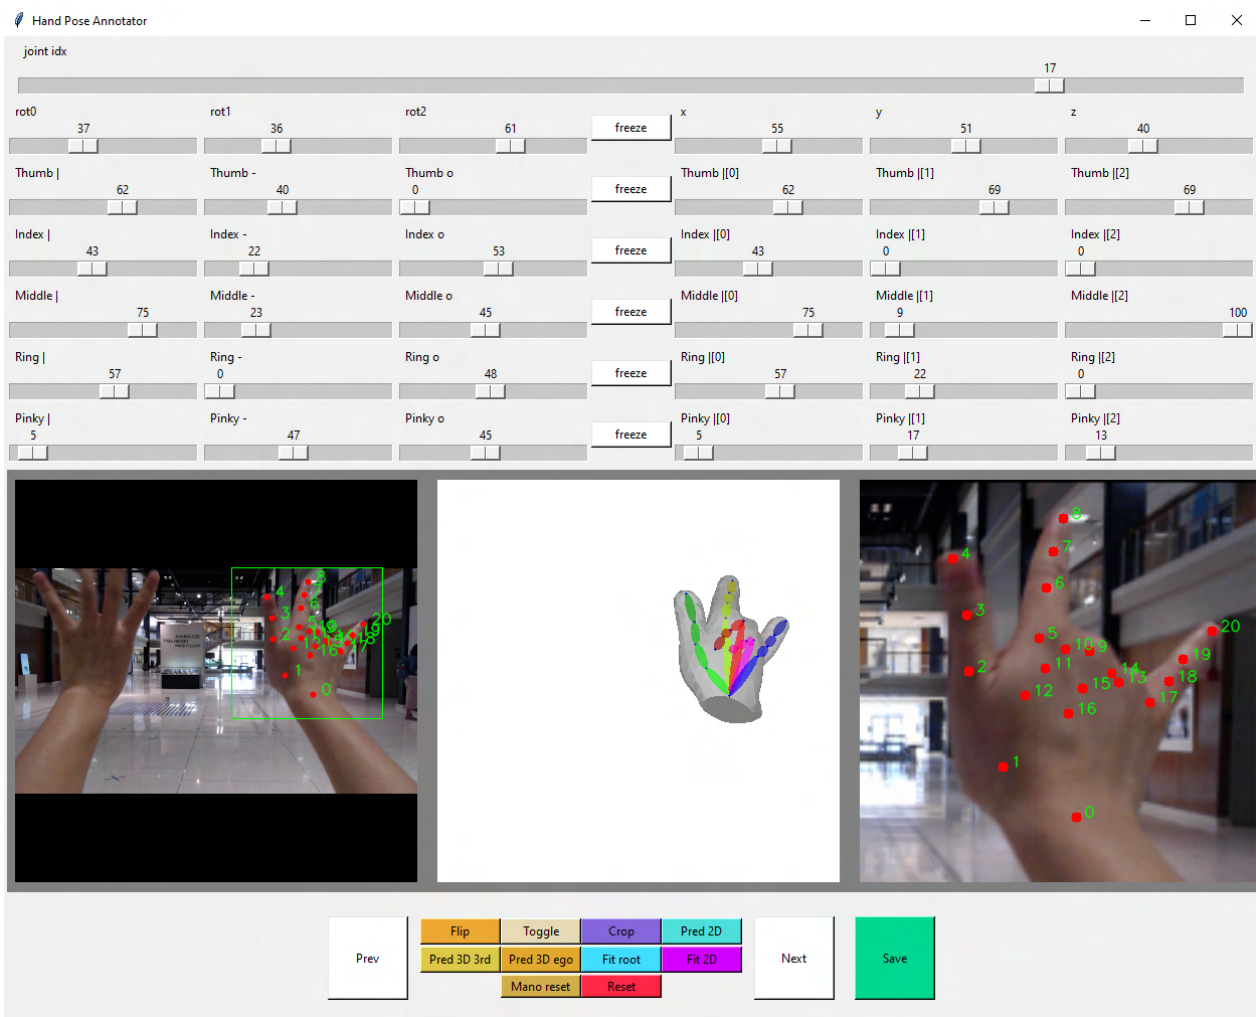 Hand Pose Annotator
joint idx
17
rot0 rot1 rot2 x y z
37 36 61 freeze 55 51 40
Thumb | Thumb - Thumb o Thumb |[0] Thumb |[1] Thumb |[2]
62 40 0 freeze 62 69 69
Index | Index - Index o Index |[0] Index |[1] Index |[2]
43 22 53 freeze 43 0 0
Middle | Middle - Middle o Middle |[0] Middle |[1] Middle |[2]
75 23 45 freeze 75 9 100
Ring | Ring - Ring o Ring |[0] Ring |[1] Ring |[2]
57 0 48 freeze 57 22 0
Pinky | Pinky - Pinky o Pinky |[0] Pinky |[1] Pinky |[2]
5 47 45 freeze 5 17 13
8
7
4
6
3
20
5
19
10 9
2
11
14
18
13
12
15
17
16
1
0
Prev
Flip Toggle Crop Pred 2D
Pred 3D 3rd Pred 3D ego Fit root Fit 2D
Mano reset Reset
Next
Save